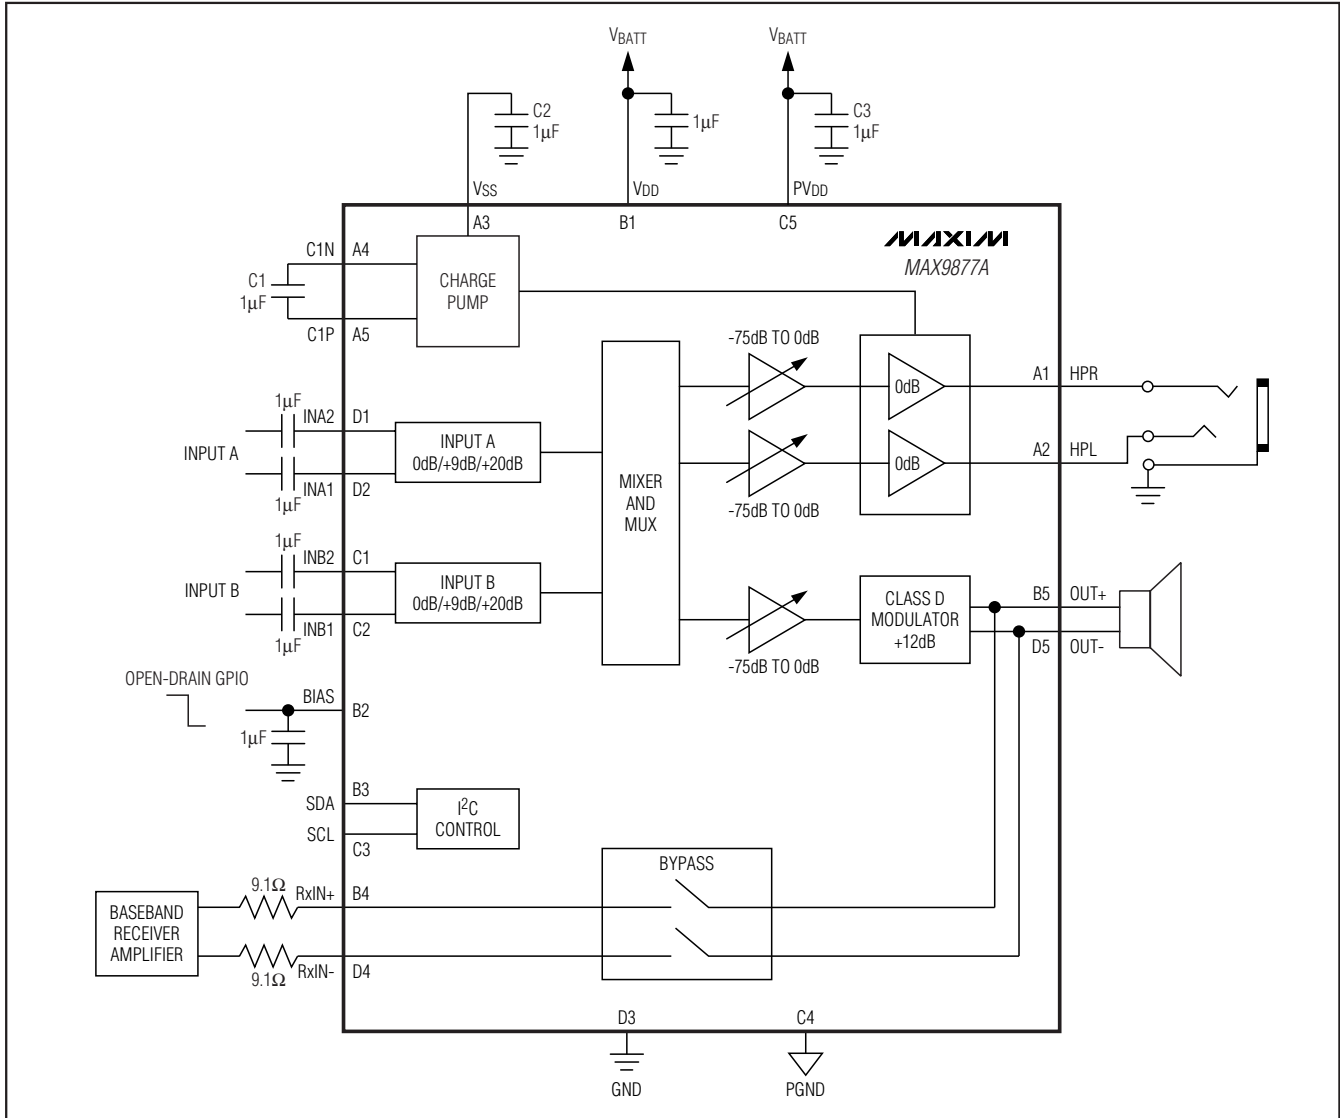 VBATT
VBATT
C2
1µF
1µF
C3
1µF
VSS
VDD
PVDD
A3
B1
C5
MAXIM
MAX9877A
C1N
A4
C1
1µF
CHARGE
PUMP
C1P
A5
-75dB TO 0dB
0dB
A1
HPR
1µF
INA2
D1
INPUT A
INPUT A
0dB/+9dB/+20dB
INA1
D2
1µF
0dB
A2
HPL
-75dB TO 0dB
MIXER
AND
MUX
1µF
INB2
C1
INPUT B
INPUT B
0dB/+9dB/+20dB
INB1
C2
1µF
CLASS D
MODULATOR
+12dB
B5
OUT+
D5
OUT-
-75dB TO 0dB
OPEN-DRAIN GPIO
BIAS
B2
1µF
SDA
B3
SCL
C3
I2C
CONTROL
BYPASS
9.1Ω
RxIN+
B4
BASEBAND
RECEIVER
AMPLIFIER
9.1Ω
RxIN-
D4
D3
C4
GND
PGND